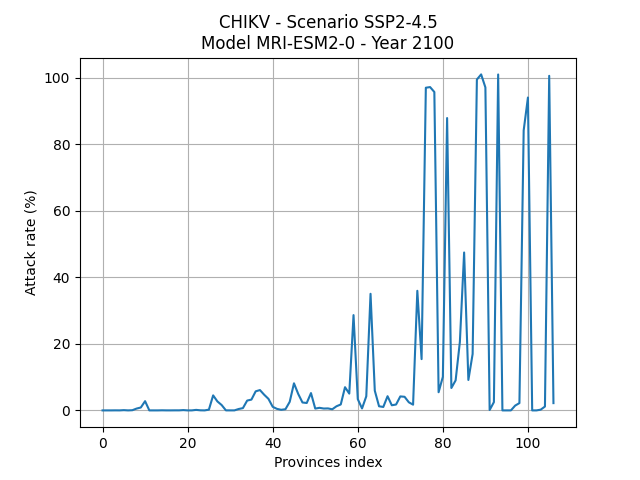 CHIKV - Scenario SSP2-4.5
Model MRI-ESM2-0 - Year 2100
100
80
60
40
20
0
Attack rate (%)
0 20 40 60 80 100
Provinces index